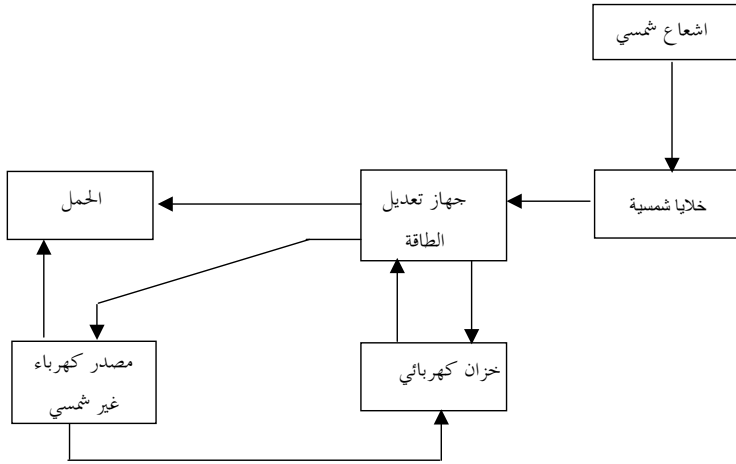 اشعاع شمسي
خلايا شمسية
جهاز تعديل
الطاقة
الحمل
خزان كهربائي
مصدر كهرباء
غير شمسي